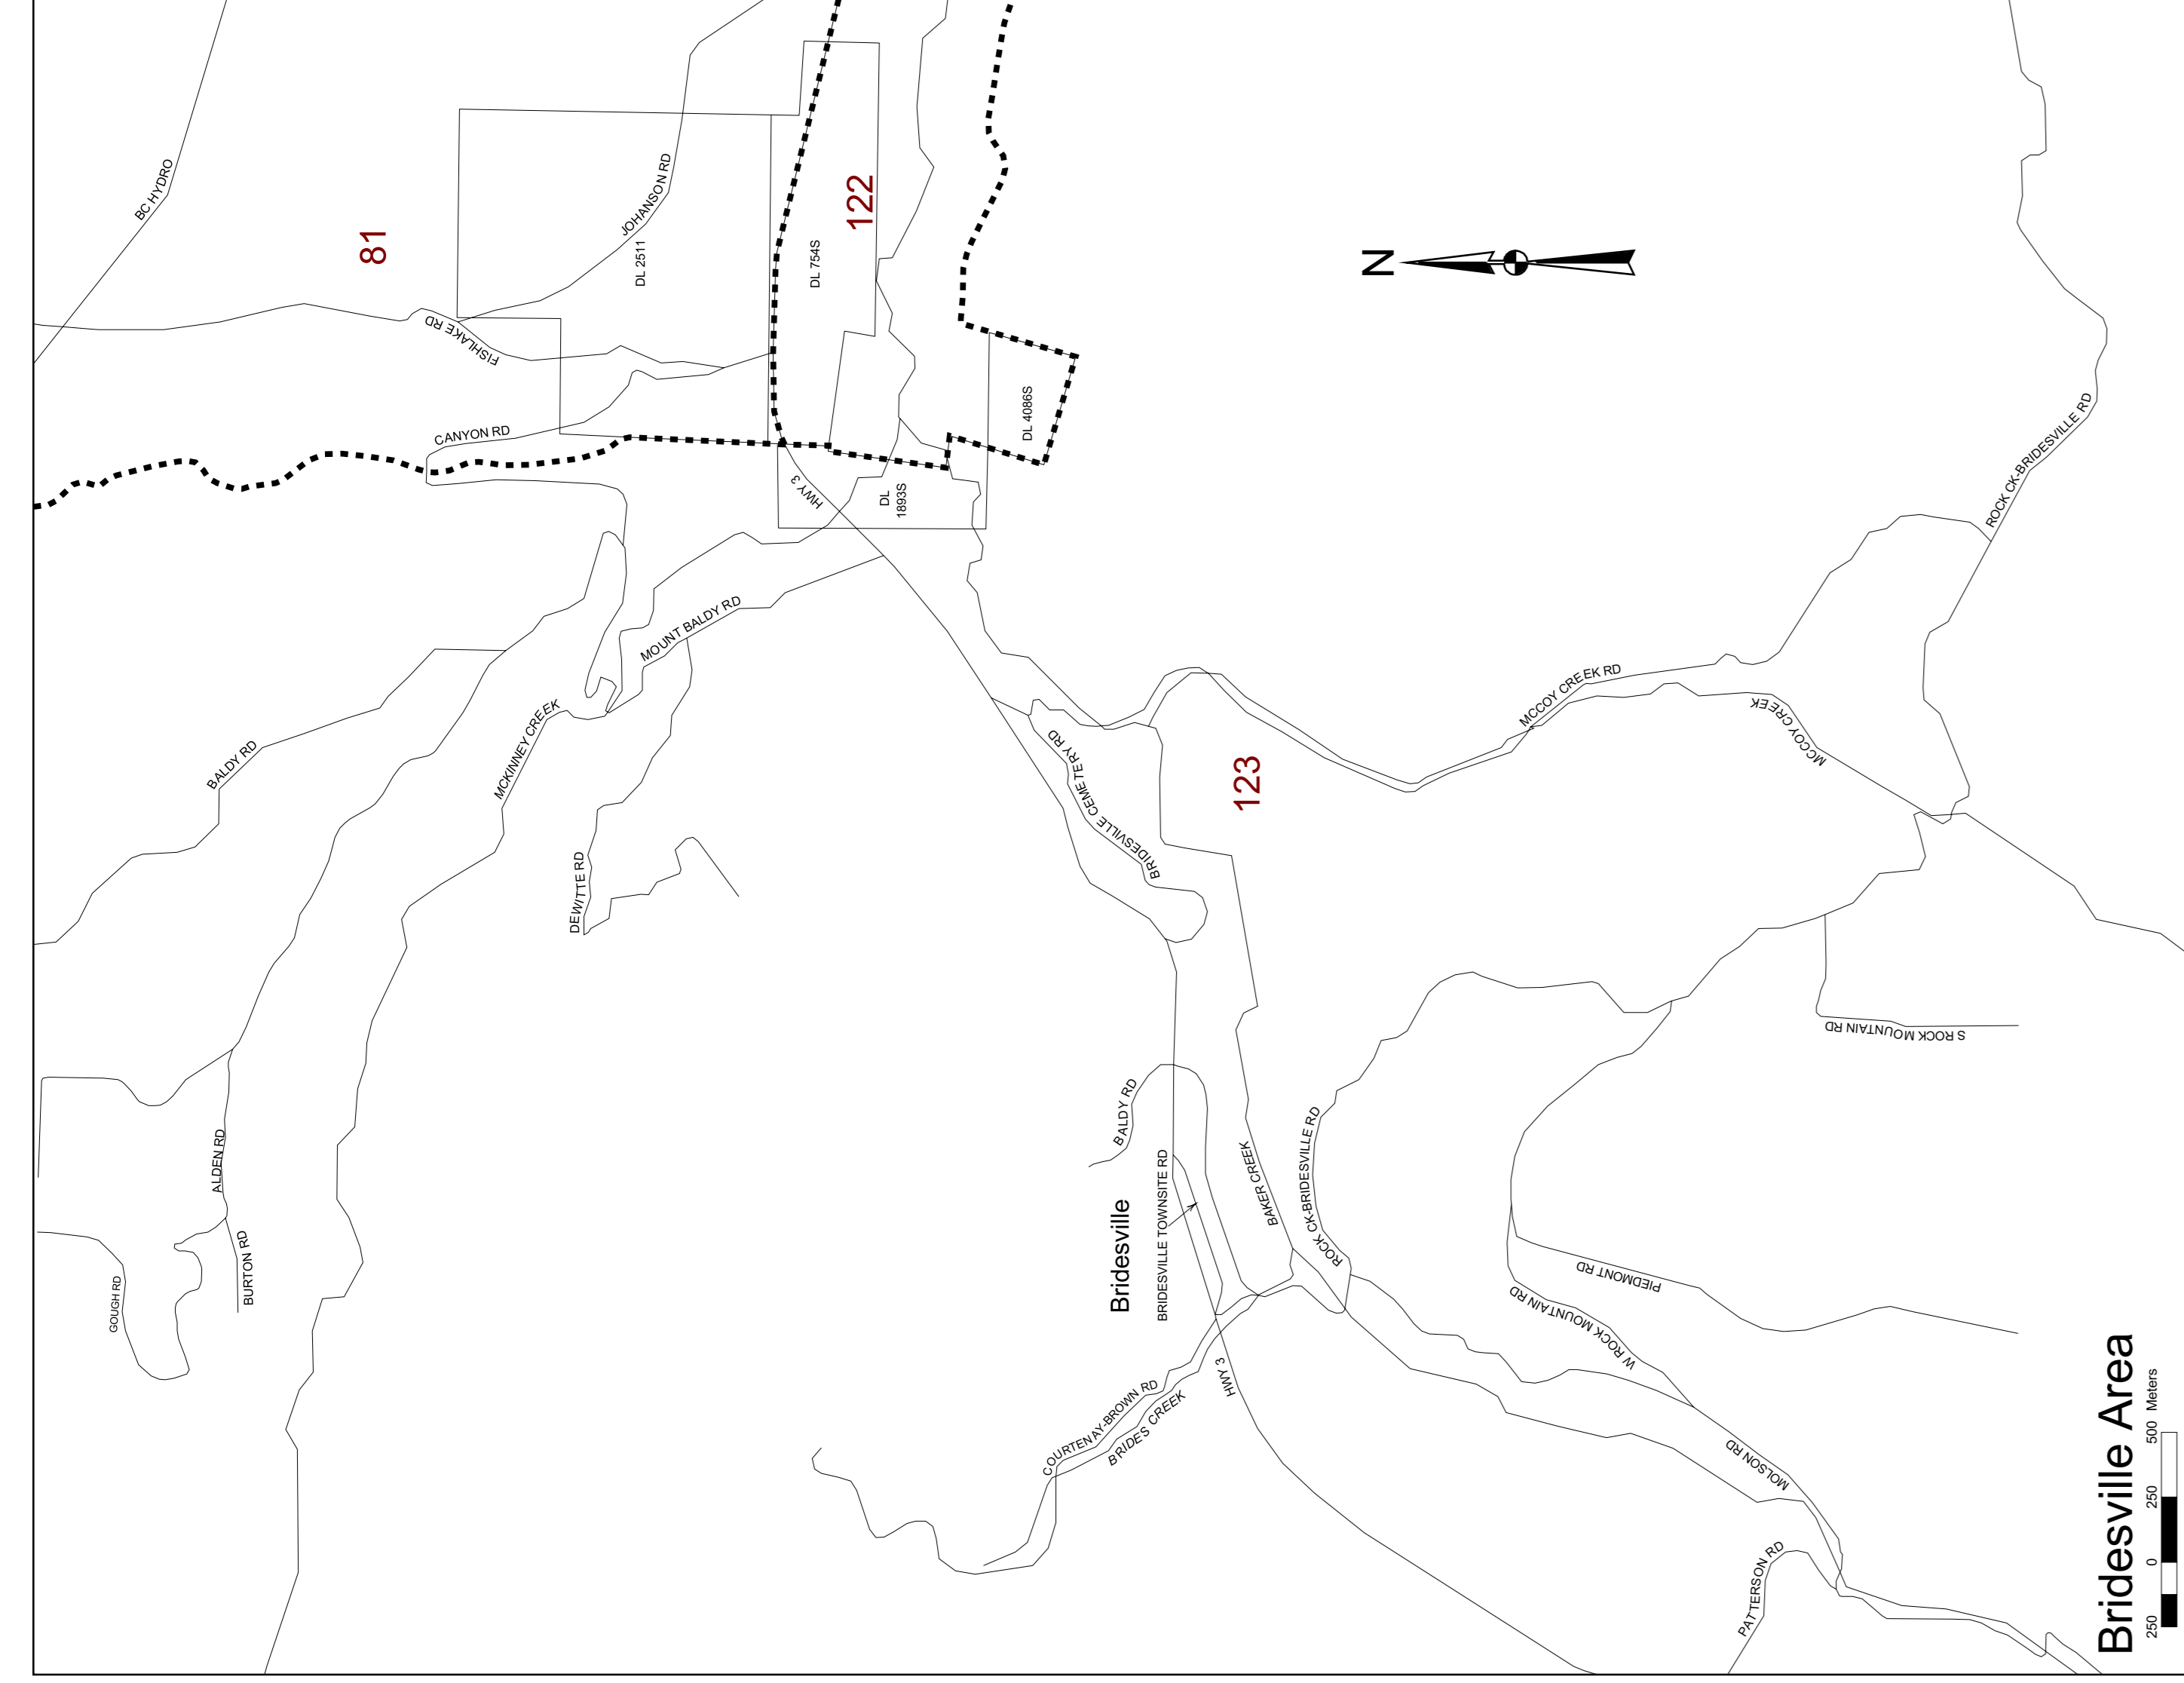 BC HYDRO
81
JOHANSON RD
DL 2511
FISHLAKE RD
CANYON RD
DL 754S
122
DL 4086S
HWY 3
DL
1893S
N
ROCK CK-BRIDESVILLE RD
BALDY RD
MCKINNEY CREEK
MOUNT BALDY RD
DEWITTE RD
BRIDESVILLE CEMETERY RD
123
MCCOY CREEK RD
MCCOY CREEK
ALDEN RD
BURTON RD
GOUGH RD
BALDY RD
Bridesville
BRIDESVILLE TOWNSITE RD
BAKER CREEK
ROCK CK-BRIDESVILLE RD
S ROCK MOUNTAIN RD
PIEDMONT RD
W ROCK MOUNTAIN RD
HWY 3
COURTENAY-BROWN RD
BRIDES CREEK
MOLSON RD
PATTERSON RD
Bridesville Area
250 0 250 500 Meters